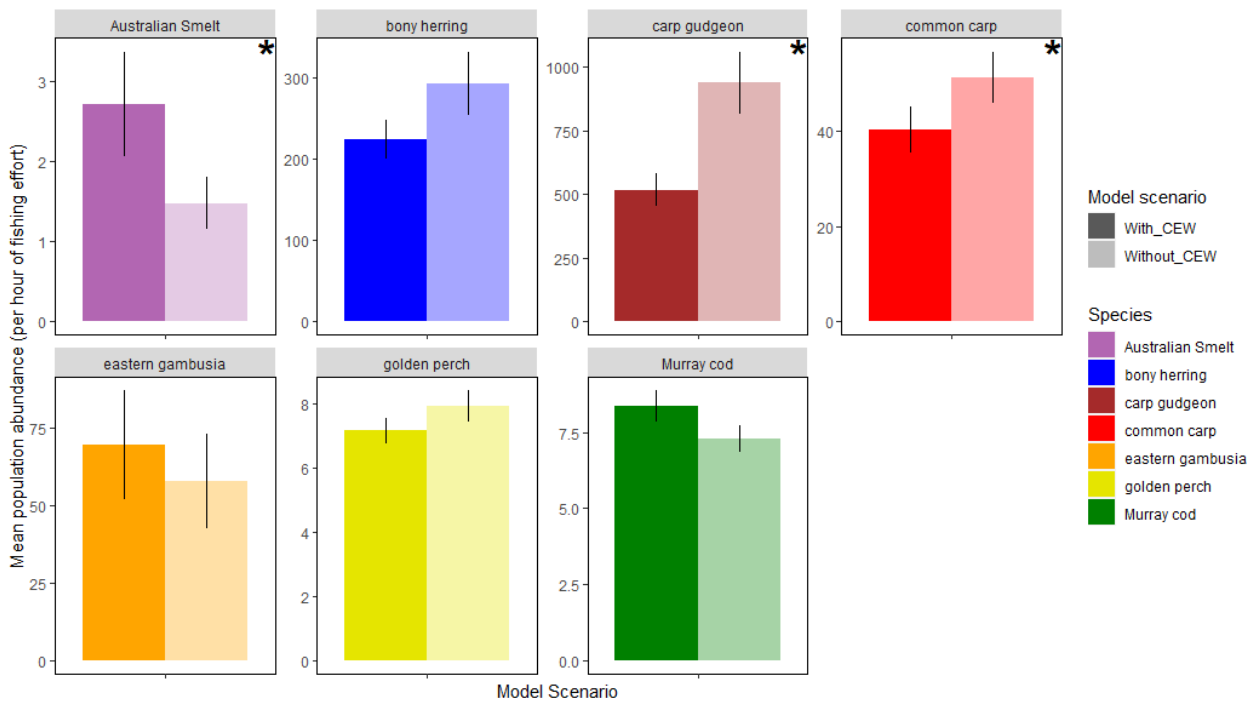 Australian Smelt
bony herring
carp gudgeon
common carp
*
*
*
3
2
1
0
300
200
100
0
1000
750
500
250
0
40
20
0
eastern gambusia
golden perch
Murray cod
75
50
25
0
8
6
4
2
0
7.5
5.0
2.5
0.0
Mean population abundance (per hour of fishing effort)
Model Scenario
Model scenario
With_CEW
Without_CEW
Species
Australian Smelt
bony herring
carp gudgeon
common carp
eastern gambusia
golden perch
Murray cod